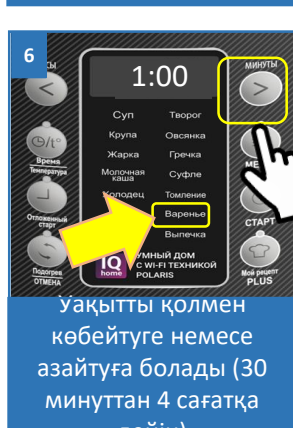 6
МИНУТЫ
1:00
Суп Творог
Крупа Овсянка
Жарка Гречка
Молочная каша Суфле
Томление
Варенье
Выпечка
Время
Температура
Отложенный старт
СТАРТ
Подогрев
ОТМЕНА
Мой рецепт
PLUS
IQ home
УМНЫЙ ДОМ
С WI-FI ТЕХНИКОЙ
POLARIS
Уақытты қолмен
көбейтуге немесе
азайтуға болады (30
минуттан 4 сағатқа